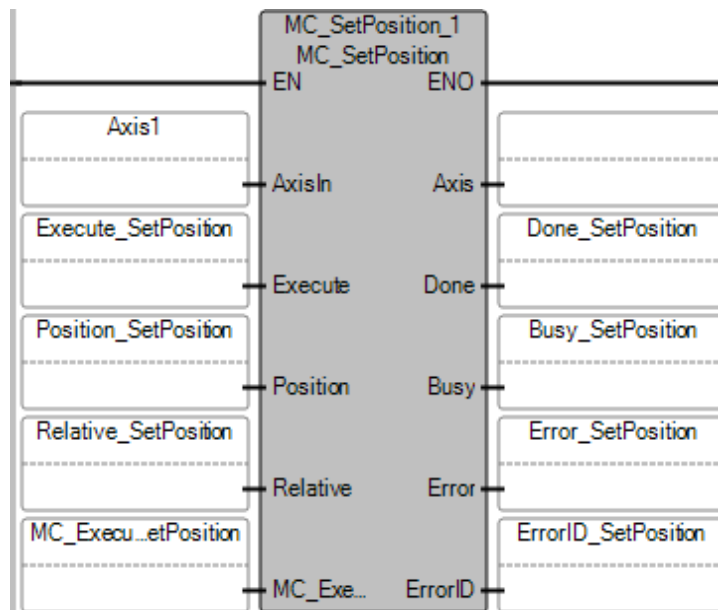 MC_SetPosition_1
MC_SetPosition
EN ENO
Axis1
AxisIn Axis
Execute_SetPosition Done_SetPosition
Execute Done
Position_SetPosition Busy_SetPosition
Position Busy
Relative_SetPosition Error_SetPosition
Relative Error
MC_Execu...etPosition ErrorID_SetPosition
MC_Exe... ErrorID